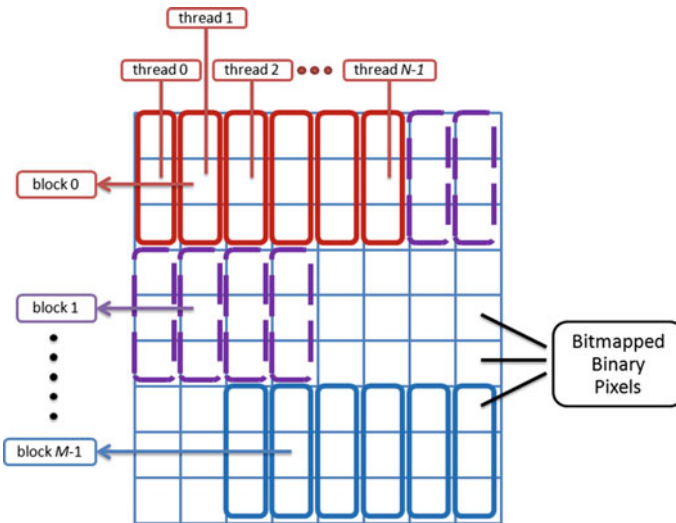 thread 1
thread 0
thread 2
thread N-1
block 0
block 1
block M-1
Bitmapped
Binary
Pixels